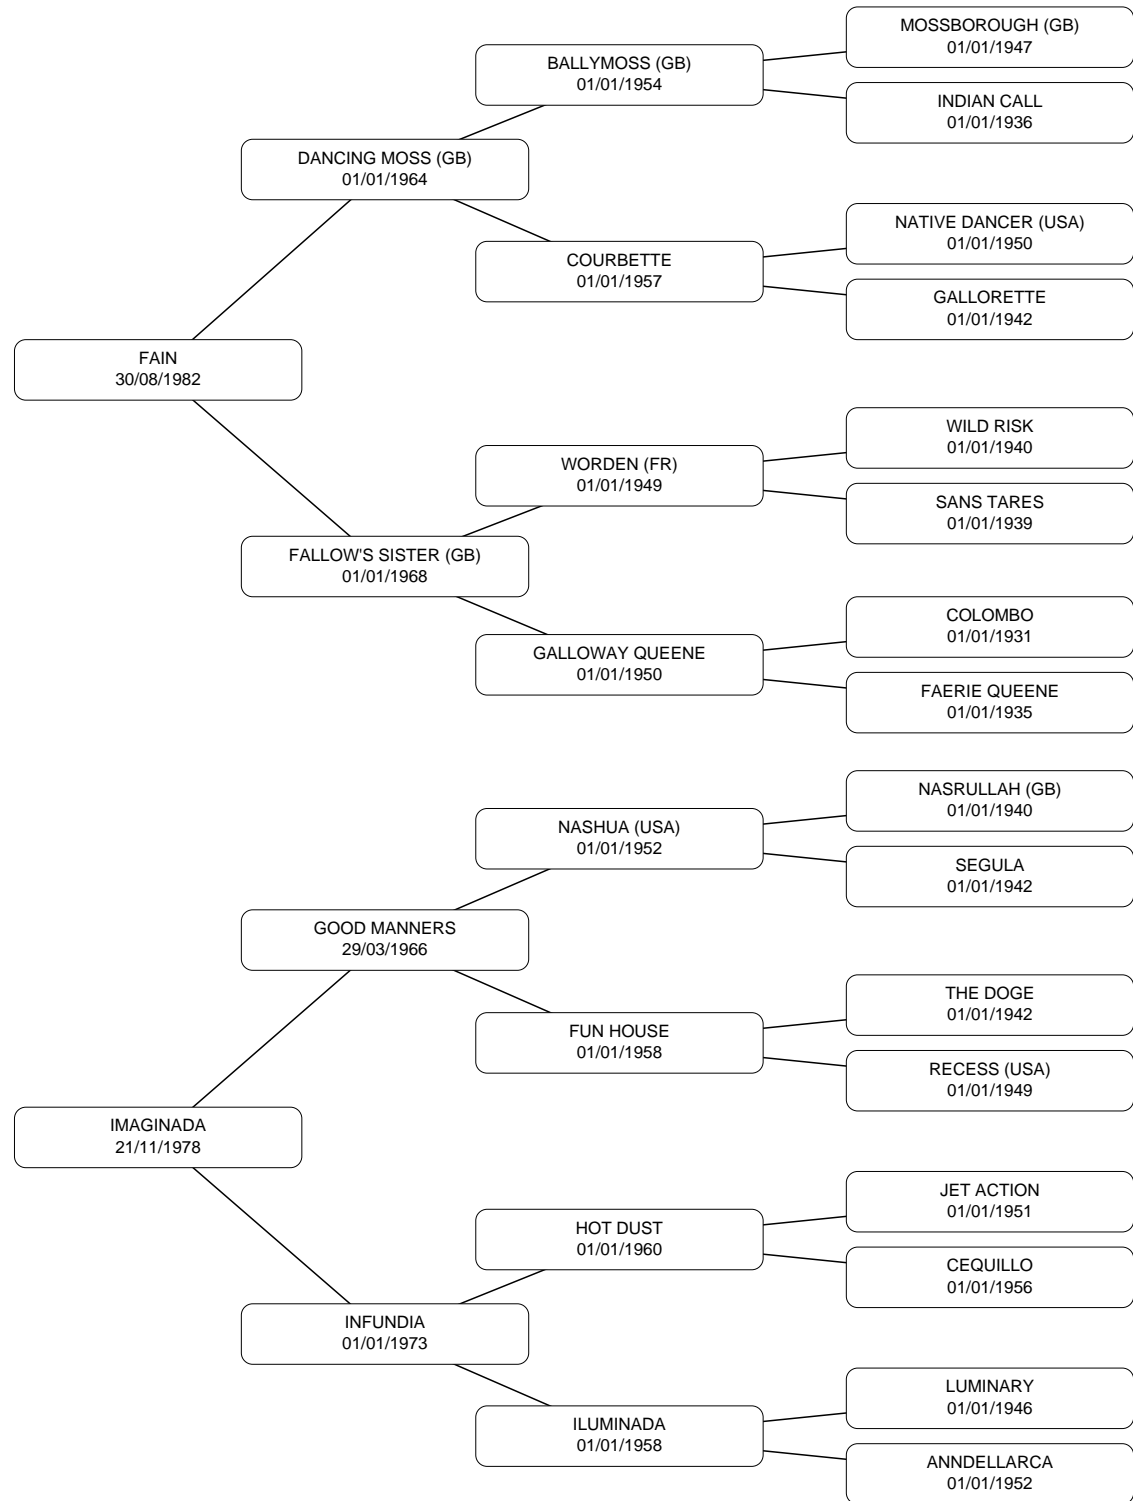 MOSSBOROUGH (GB)
01/01/1947
BALLYMOSS (GB)
01/01/1954
INDIAN CALL
01/01/1936
DANCING MOSS (GB)
01/01/1964
NATIVE DANCER (USA)
01/01/1950
COURBETTE
01/01/1957
GALLORETTE
01/01/1942
FAIN
30/08/1982
WILD RISK
01/01/1940
WORDEN (FR)
01/01/1949
SANS TARES
01/01/1939
FALLOW'S SISTER (GB)
01/01/1968
COLOMBO
01/01/1931
GALLOWAY QUEENE
01/01/1950
FAERIE QUEENE
01/01/1935
NASRULLAH (GB)
01/01/1940
NASHUA (USA)
01/01/1952
SEGULA
01/01/1942
GOOD MANNERS
29/03/1966
THE DOGE
01/01/1942
FUN HOUSE
01/01/1958
RECESS (USA)
01/01/1949
IMAGINADA
21/11/1978
JET ACTION
01/01/1951
HOT DUST
01/01/1960
CEQUILLO
01/01/1956
INFUNDIA
01/01/1973
LUMINARY
01/01/1946
ILUMINADA
01/01/1958
ANNDELLARCA
01/01/1952